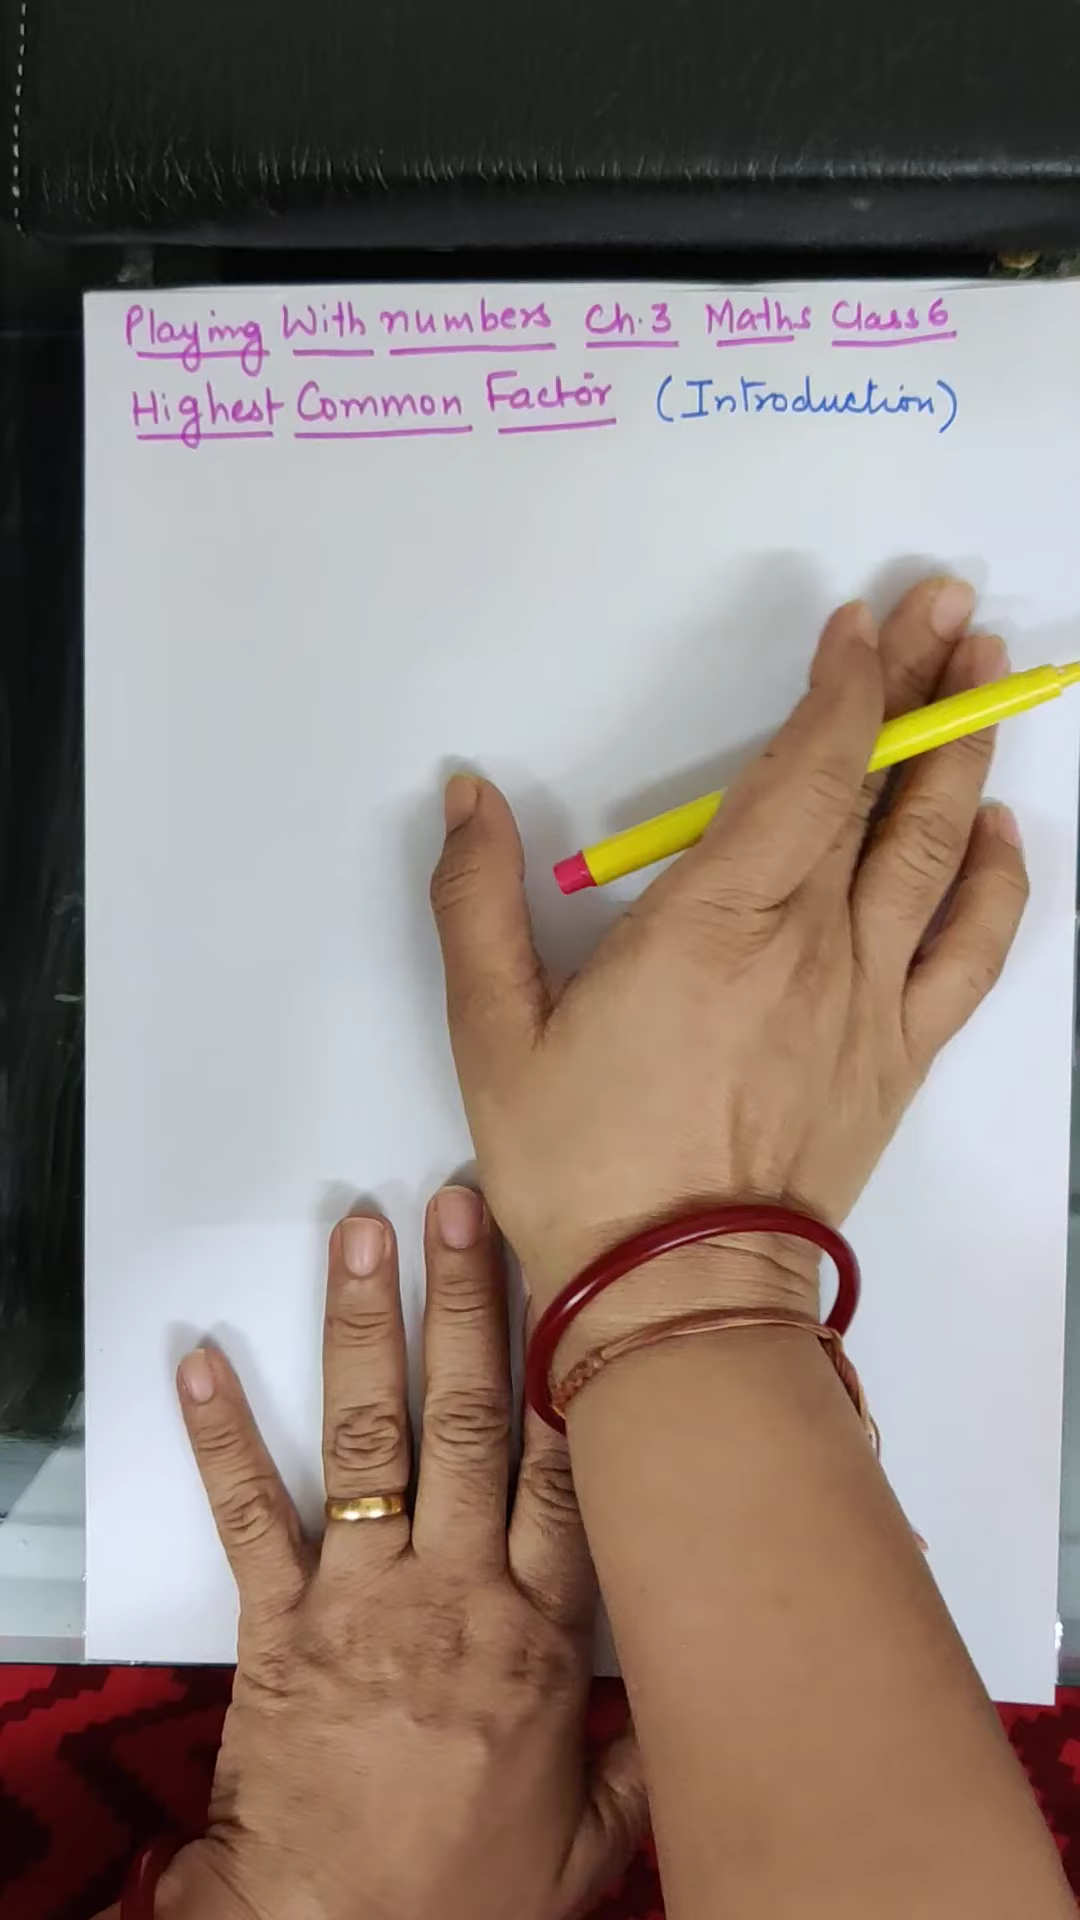 Playing With numbers Ch.3 Maths Class 6
Highest Common Factor (Introduction)